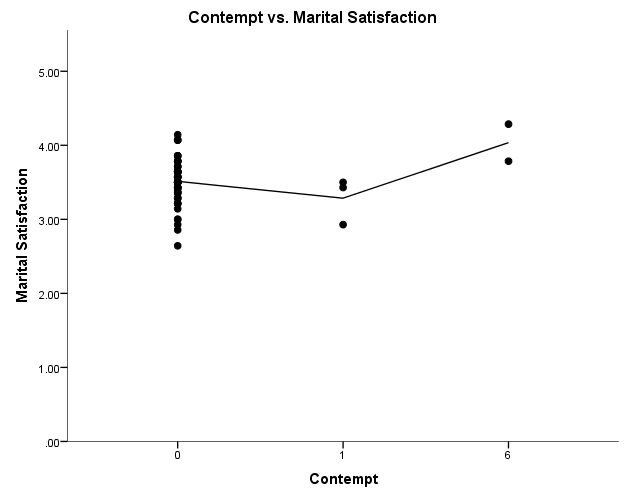 Contempt vs. Marital Satisfaction
5.00
4.00
3.00
2.00
1.00
.00
Marital Satisfaction
0 1 6
Contempt